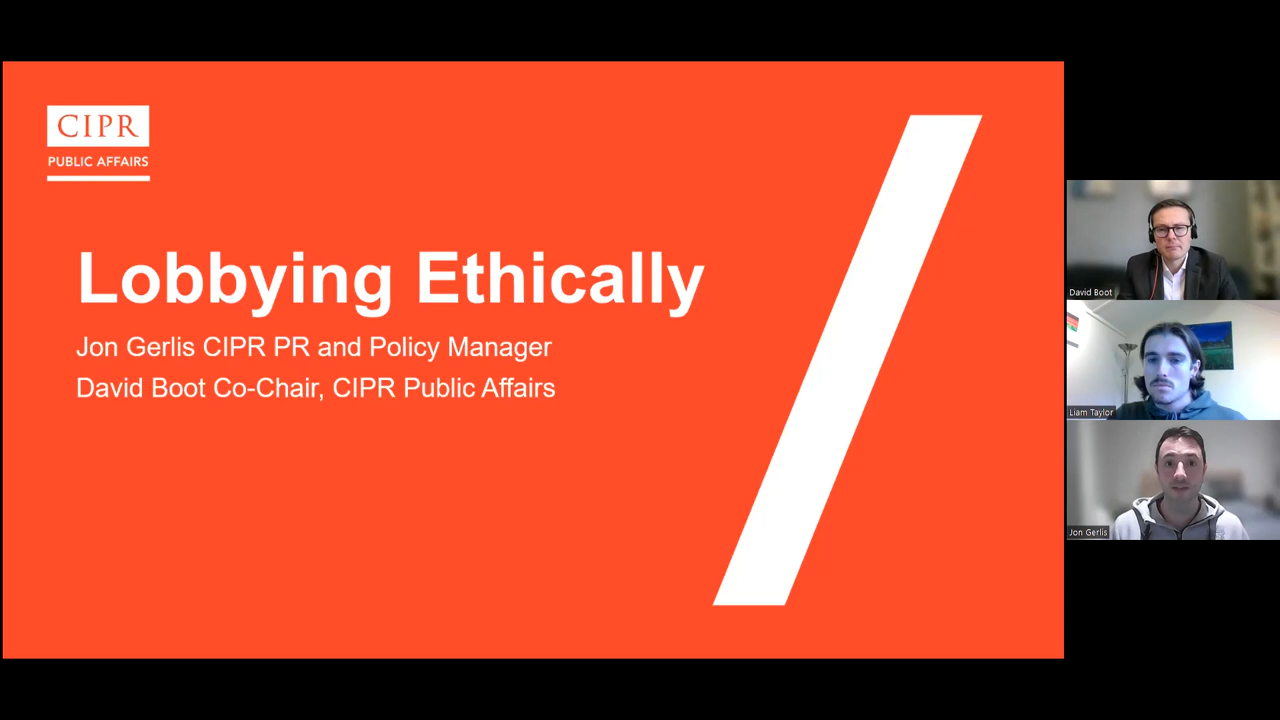 CIPR
PUBLIC AFFAIRS
Lobbying Ethically
Jon Gerlis CIPR PR and Policy Manager
David Boot Co-Chair, CIPR Public Affairs
David Boot
Liam Taylor
Jon Gerlis